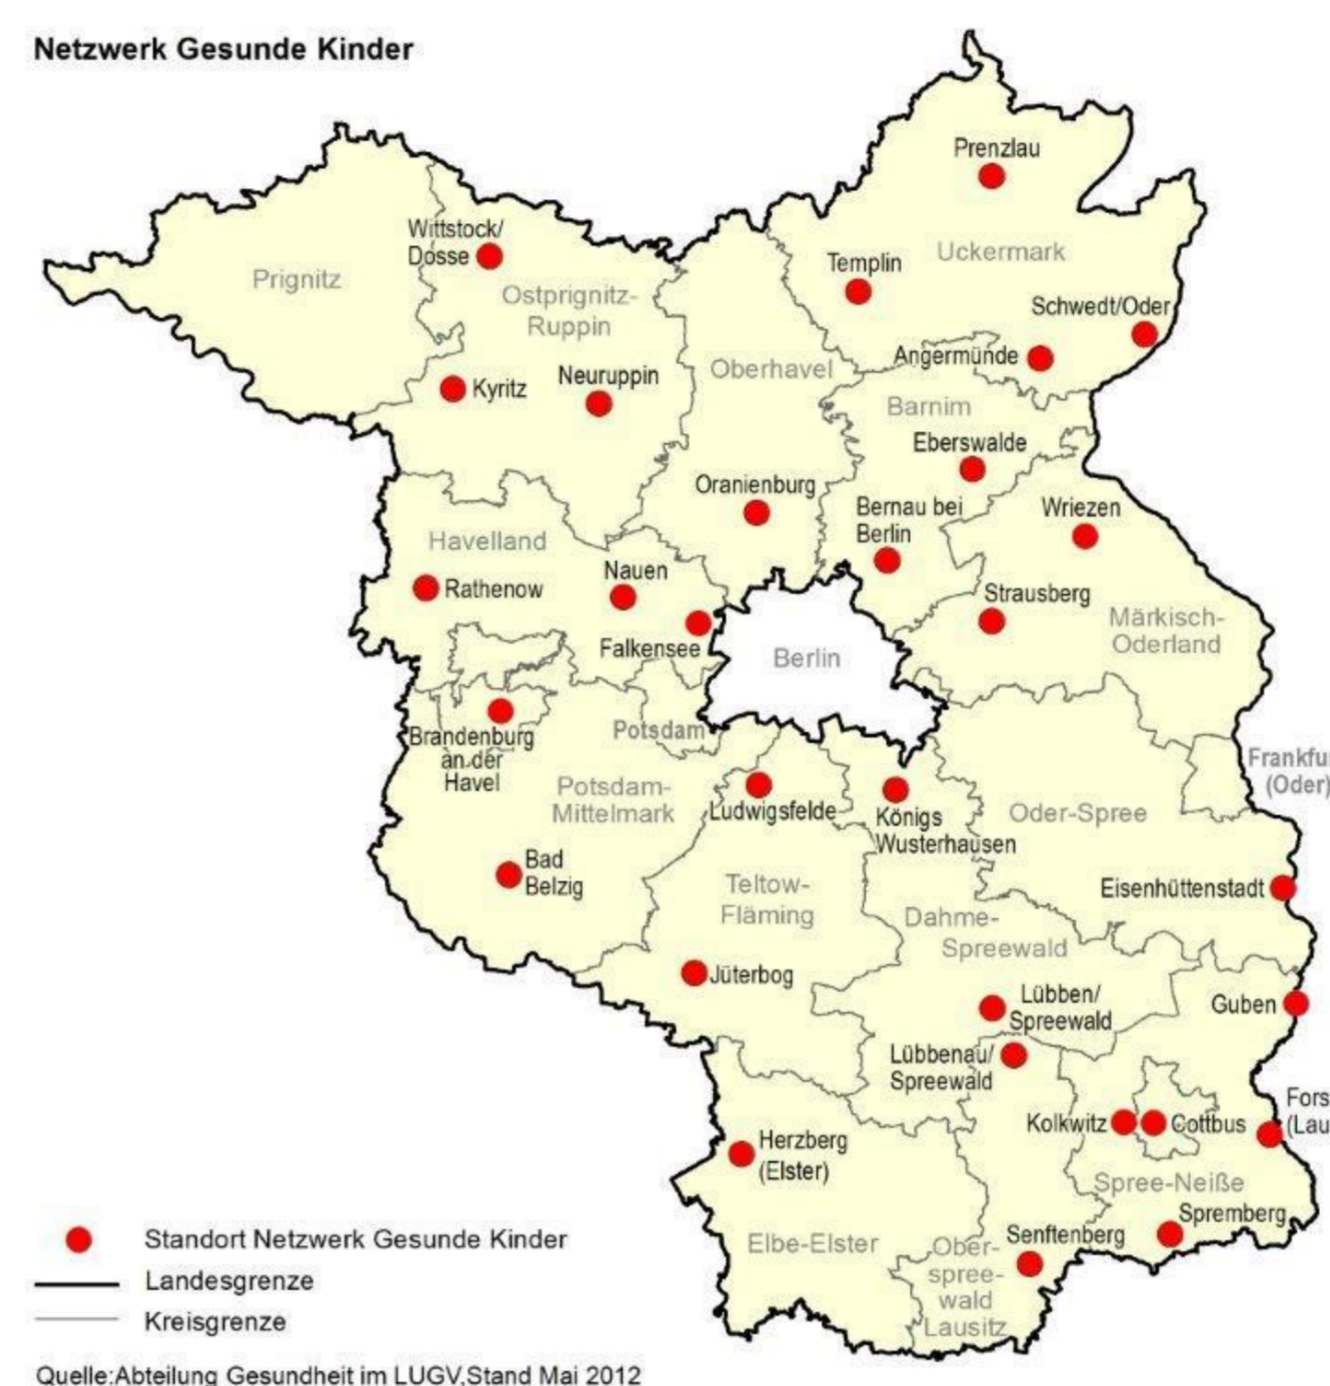 Netzwerk Gesunde Kinder
Prenzlau
Wittstock/
Dosse
Prignitz
Uckermark
Templin
Ostprignitz-
Ruppin
Schwedt/Oder
Angermünde
Oberhavel
Neuruppin
Kyritz
Barnim
Eberswalde
Oranienburg
Bernau bei
Berlin
Wriezen
Havelland
Nauen
Rathenow
Strausberg
Märkisch-
Oderland
Falkensee
Berlin
Potsdam
Brandenburg
an der
Havel
Frankfu
(Oder)
Potsdam-
Mittelmark
Ludwigsfelde
Königs
Wusterhausen
Oder-Spree
Bad
Belzig
Teltow-
Fläming
Eisenhüttenstadt
Dahme-
Spreewald
Jüterbog
Lübben/
Spreewald
Guben
Lübbenau/
Spreewald
Kolkwitz
Cottbus
Fors
(Lau
Herzberg
(Elster)
Spree-Neiße
Spremberg
Senftenberg
Elbe-Elster
Ober-
spree-
wald
Lausitz
Standort Netzwerk Gesunde Kinder
Landesgrenze
Kreisgrenze
Quelle:Abteilung Gesundheit im LUGV,Stand Mai 2012